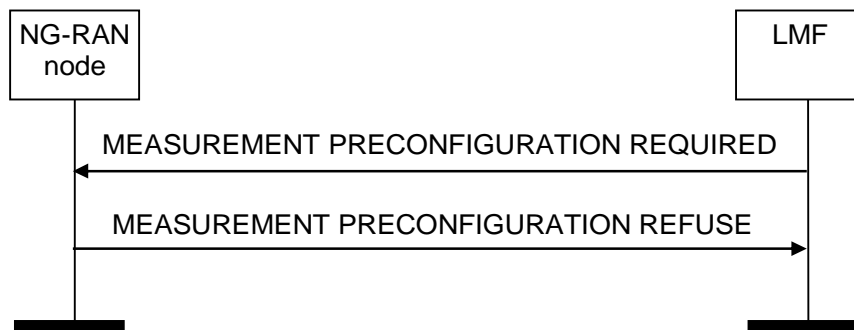 NG-RAN
node
LMF
MEASUREMENT PRECONFIGURATION REQUIRED
MEASUREMENT PRECONFIGURATION REFUSE